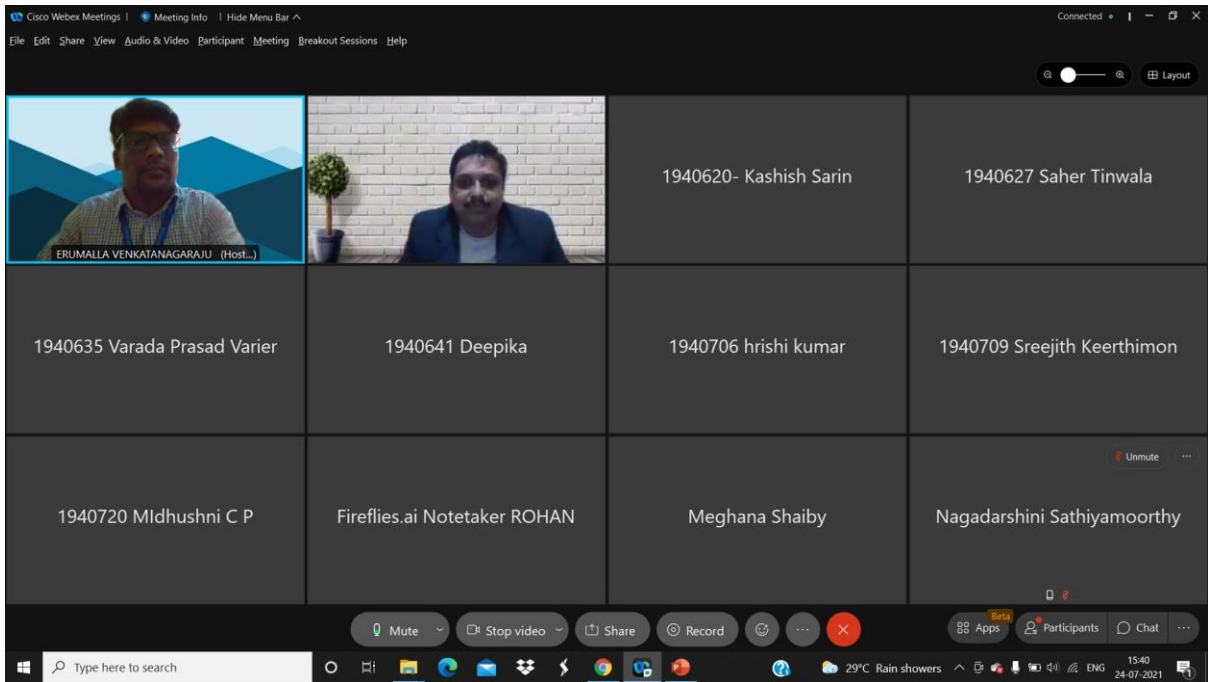 Cisco Webex Meetings | Meeting Info | Hide Menu Bar
Connected
File Edit Share View Audio & Video Participant Meeting Breakout Sessions Help
Layout
ERUMALLA VENKATANAGARAJU (Host...)
1940620- Kashish Sarin
1940627 Saher Tinwala
1940635 Varada Prasad Varier
1940641 Deepika
1940706 hrishi kumar
1940709 Sreejith Keerthimon
Unmute
1940720 MIdhushni C P
Fireflies.ai Notetaker ROHAN
Meghana Shaiby
Nagadarshini Sathiyamoorthy
Mute
Stop video
Share
Record
Apps
Beta
Participants
Chat
Type here to search
29°C Rain showers
ENG
15:40
24-07-2021
1